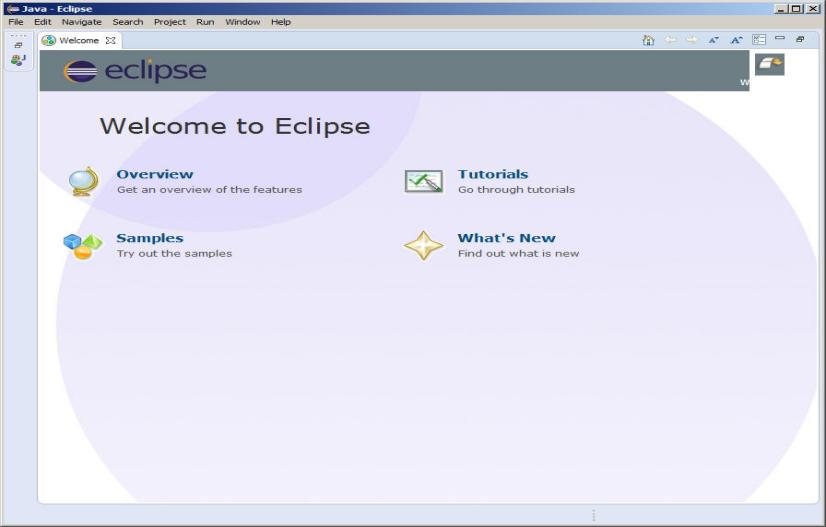 Java - Eclipse
File Edit Navigate Search Project Run Window Help
Welcome
eclipse
W
Welcome to Eclipse
Overview
Get an overview of the features
Tutorials
Go through tutorials
Samples
Try out the samples
What's New
Find out what is new